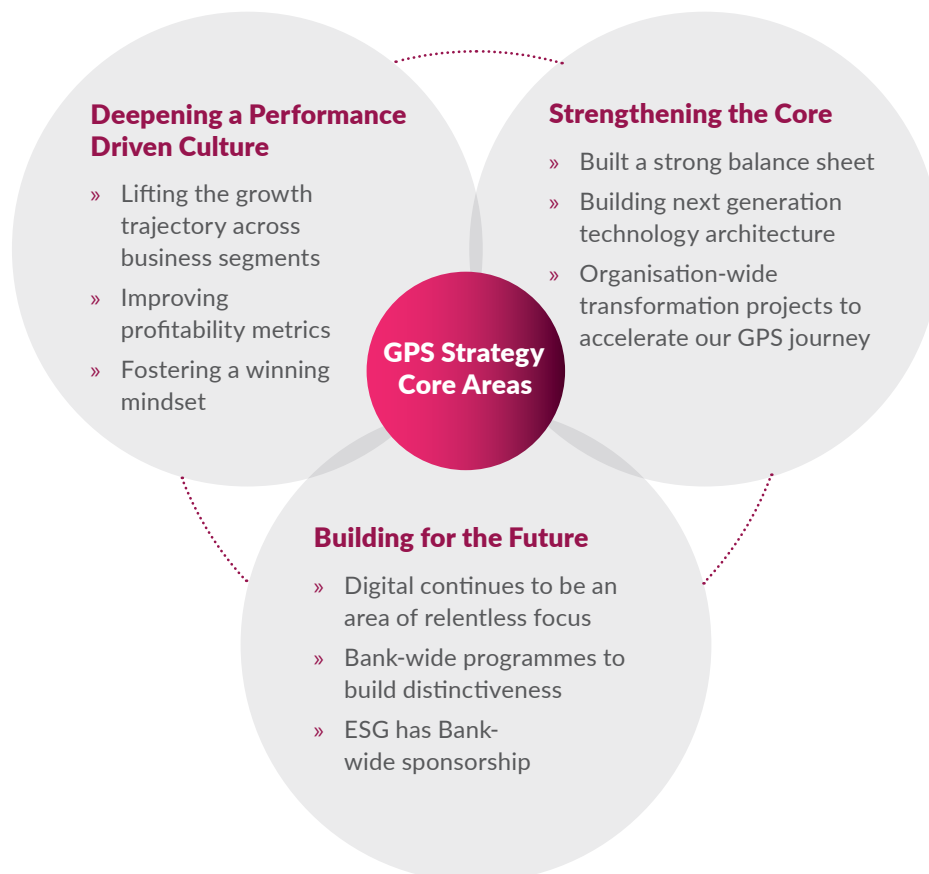 Deepening a Performance
Driven Culture
» Lifting the growth
trajectory across
business segments
» Improving
profitability metrics
» Fostering a winning
mindset
Strengthening the Core
» Built a strong balance sheet
» Building next generation
technology architecture
» Organisation-wide
transformation projects to
accelerate our GPS journey
GPS Strategy
Core Areas
Building for the Future
» Digital continues to be an
area of relentless focus
» Bank-wide programmes to
build distinctiveness
» ESG has Bank-
wide sponsorship